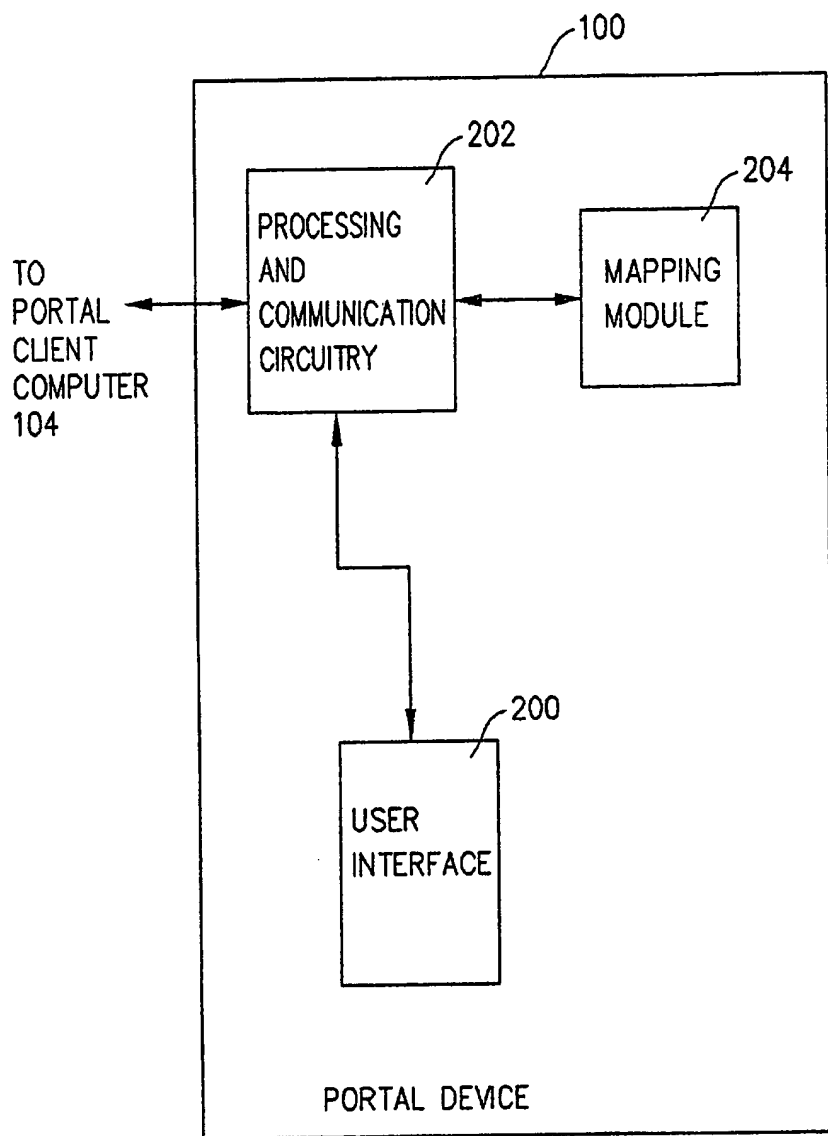 100
202
204
PROCESSING
AND
COMMUNICATION
CIRCUITRY
MAPPING
MODULE
TO
PORTAL
CLIENT
COMPUTER
104
200
USER
INTERFACE
PORTAL DEVICE